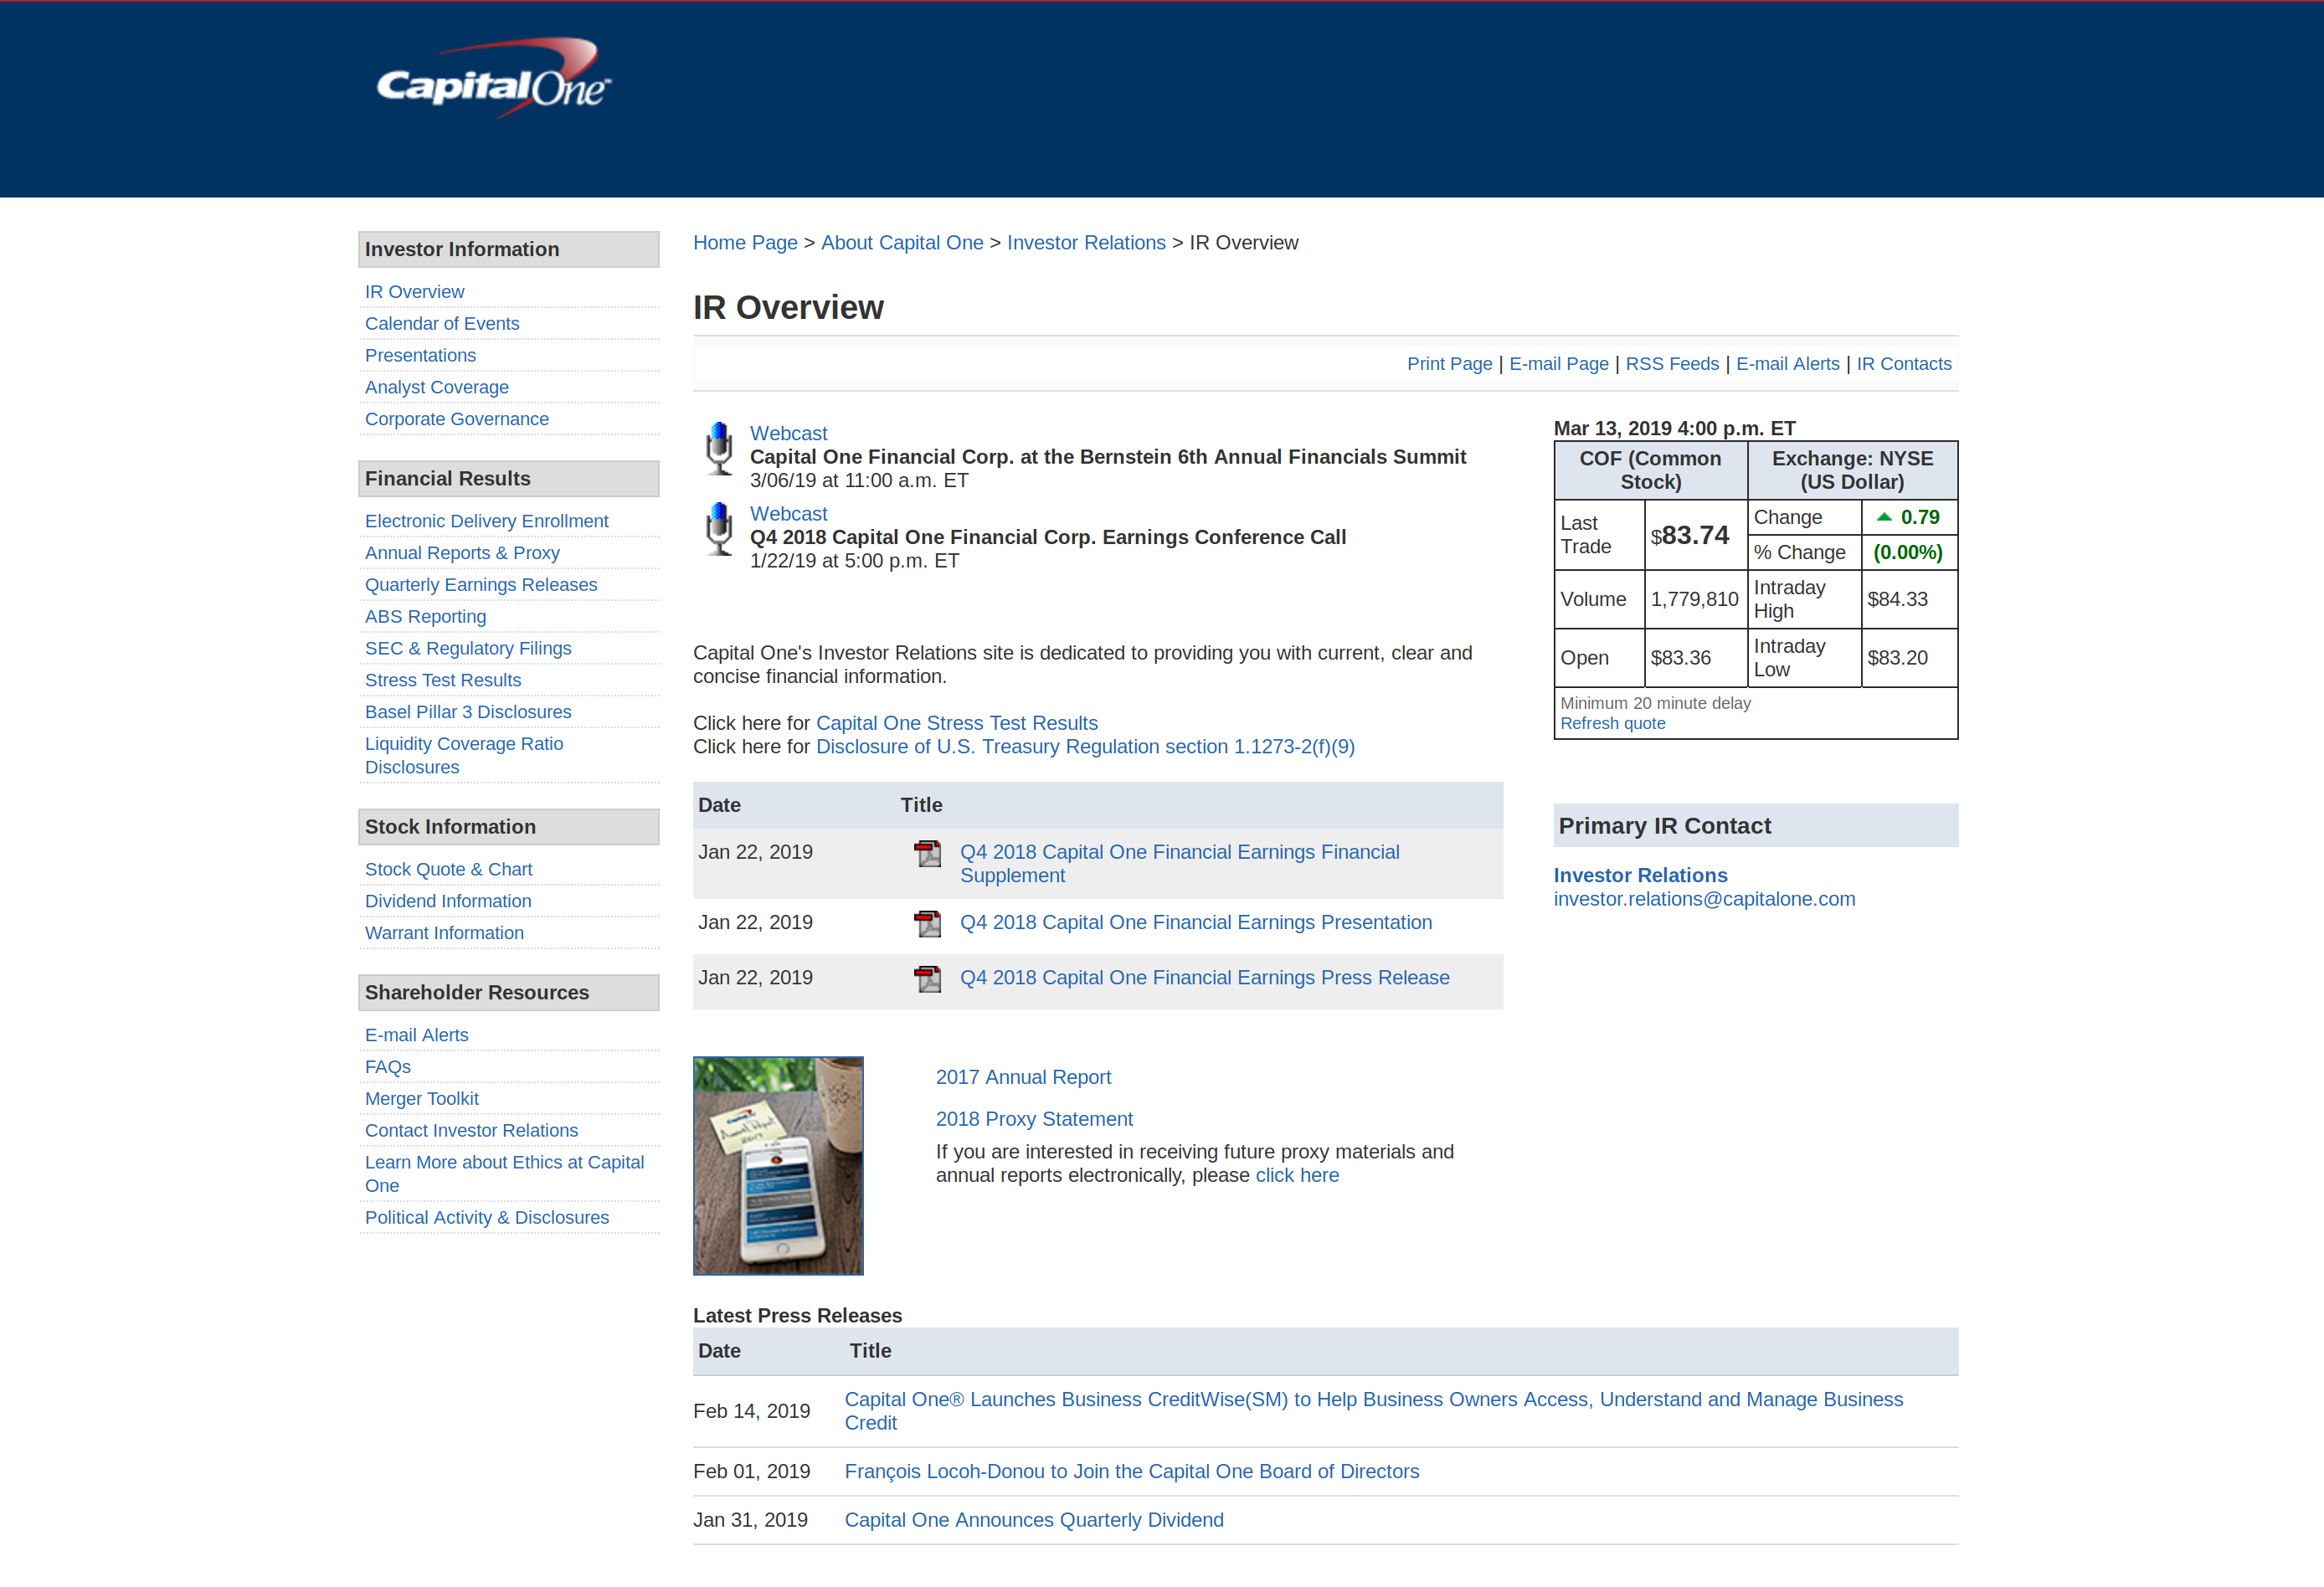 CapitalOne™
Investor Information
IR Overview
Calendar of Events
Presentations
Analyst Coverage
Corporate Governance
Financial Results
Electronic Delivery Enrollment
Annual Reports & Proxy
Quarterly Earnings Releases
ABS Reporting
SEC & Regulatory Filings
Stress Test Results
Basel Pillar 3 Disclosures
Liquidity Coverage Ratio
Disclosures
Stock Information
Stock Quote & Chart
Dividend Information
Warrant Information
Shareholder Resources
E-mail Alerts
FAQs
Merger Toolkit
Contact Investor Relations
Learn More about Ethics at Capital
One
Political Activity & Disclosures
Home Page > About Capital One > Investor Relations > IR Overview
IR Overview
Print Page | E-mail Page | RSS Feeds | E-mail Alerts | IR Contacts
Webcast
Capital One Financial Corp. at the Bernstein 6th Annual Financials Summit
3/06/19 at 11:00 a.m. ET
Webcast
Q4 2018 Capital One Financial Corp. Earnings Conference Call
1/22/19 at 5:00 p.m. ET
Capital One's Investor Relations site is dedicated to providing you with current, clear and
concise financial information.
Click here for Capital One Stress Test Results
Click here for Disclosure of U.S. Treasury Regulation section 1.1273-2(f)(9)
Date Title
Jan 22, 2019 Q4 2018 Capital One Financial Earnings Financial
Supplement
Jan 22, 2019 Q4 2018 Capital One Financial Earnings Presentation
Jan 22, 2019 Q4 2018 Capital One Financial Earnings Press Release
2017 Annual Report
2018 Proxy Statement
If you are interested in receiving future proxy materials and
annual reports electronically, please click here
Mar 13, 2019 4:00 p.m. ET
COF (Common
Stock)
Exchange: NYSE
(US Dollar)
Last
Trade
$83.74
Change 0.79
% Change (0.00%)
Volume 1,779,810
Intraday
High
$84.33
Open $83.36
Intraday
Low
$83.20
Minimum 20 minute delay
Refresh quote
Primary IR Contact
Investor Relations
investor.relations@capitalone.com
Latest Press Releases
Date Title
Feb 14, 2019 Capital One® Launches Business CreditWise(SM) to Help Business Owners Access, Understand and Manage Business
Credit
Feb 01, 2019 François Locoh-Donou to Join the Capital One Board of Directors
Jan 31, 2019 Capital One Announces Quarterly Dividend